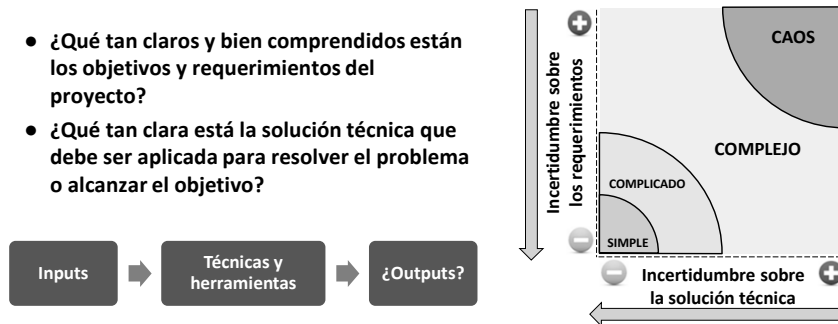 ● ¿Qué tan claros y bien comprendidos están
los objetivos y requerimientos del
proyecto?
● ¿Qué tan clara está la solución técnica que
debe ser aplicada para resolver el problema
o alcanzar el objetivo?
Inputs
Técnicas y
herramientas
¿Outputs?
Incertidumbre sobre
los requerimientos
+
CAOS
COMPLEJO
COMPLICADO
SIMPLE
−
−
Incertidumbre sobre
la solución técnica
+